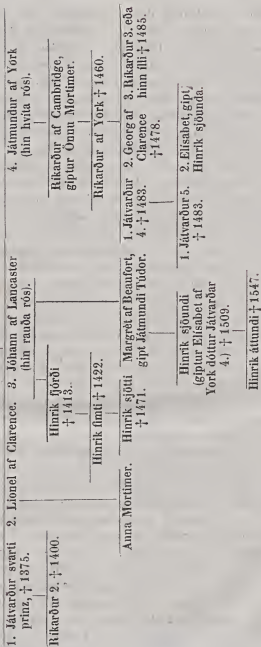 1. Játvarður svarti
prinz, † 1375.
Ríkarður 2. † 1400.
2. Lionel af Clarence.
Anna Mortimer.
3. Jóhann af Lancaster
(hin rauða rós).
Hinrik fjórði
† 1413.
Hinrik fimti † 1422.
Hinrik sjötti
† 1471.
Margrèt af Beaufort,
gipt Játmundi Túdor.
Hinrik sjöundi
(giptur Elísabet af
York dóttur Játvarðar
4.) † 1509.
Hinrik áttundi † 1547.
4. Játmundur af York
(hin hvíta rós).
Ríkarður af Cambridge,
giptur Önnu Mortimer.
Ríkarður af York † 1460.
1. Játvarður
4. † 1483.
2. Georg af
Clarence
† 1478.
3. Ríkarður 3. eða
hinn illi † 1485.
1. Játvarður 5.
† 1483.
2. Elísabet, gipt
Hinrik sjöunda.